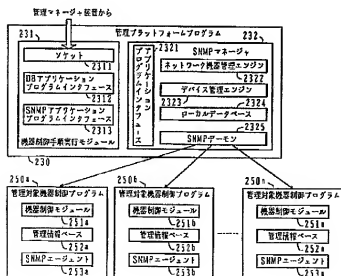 管理マネージャ装置から
管理プラットフォームプログラム
231
232
ソケット
2311
DBアプリケーション
プログラムインタフェース
2312
SNMPアプリケーション
プログラムインタフェース
2313
機器制御手順実行モジュール
230
2321
アプリケーション
プログラムインタフェース
SNMPマネージャ
ネットワーク機器管理エンジン
2322
デバイス管理エンジン
2323
2324
ローカルデータベース
2325
SNMPデーモン
250a
管理対象機器制御プログラム
機器制御モジュール
251a
管理情報ベース
252a
SNMPエージェント
253a
250b
管理対象機器制御プログラム
機器制御モジュール
251b
管理情報ベース
252b
SNMPエージェント
253b
250n
管理対象機器制御プログラム
機器制御モジュール
251n
管理情報ベース
252n
SNMPエージェント
253n